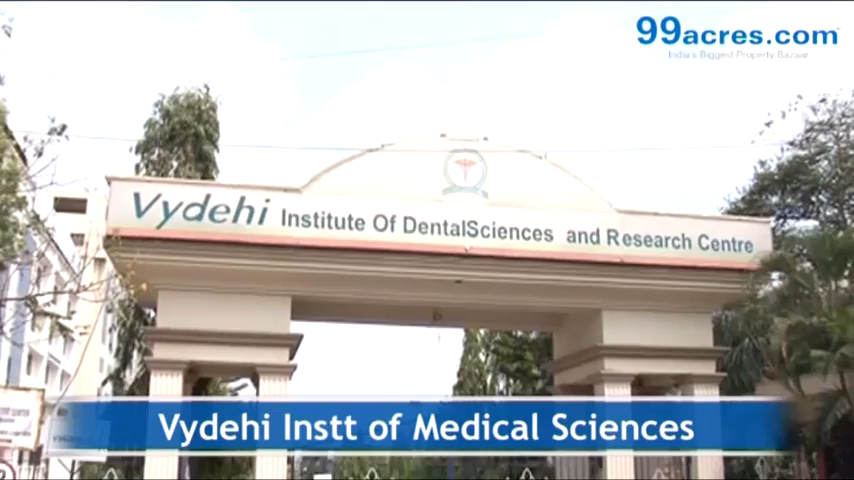 99acres.com
India's Biggest Property Bazaar
Vydehi Institute Of DentalSciences and Research Centre
Vydehi Instt of Medical Sciences